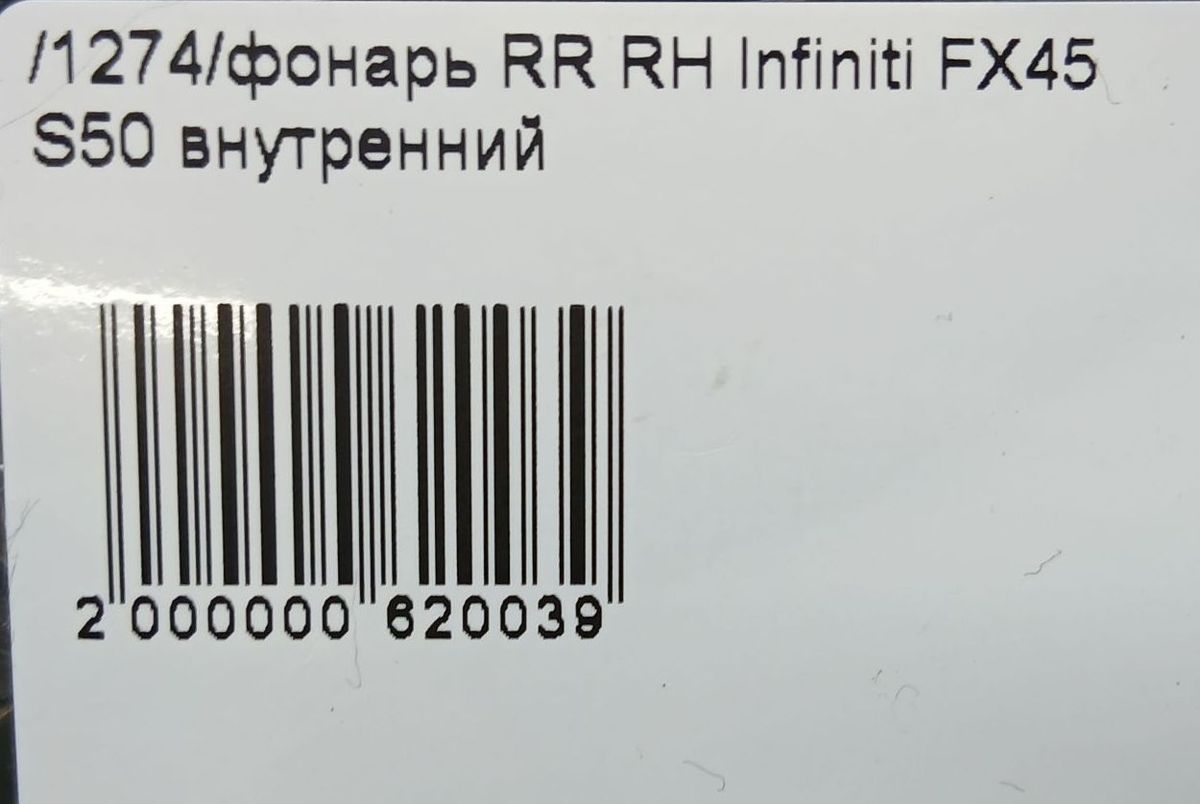 /1274/фонарь RR RH Infiniti FX45
S50 внутренний
2 000000 620039